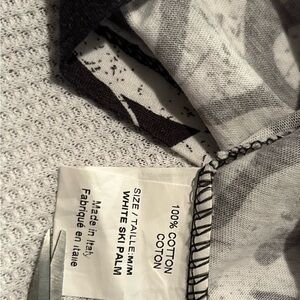 100% COTTON
COTON
SIZE / TAILLE:M/M
WHITE SKI PALM
Made in Italy
Fabriqué en Italie